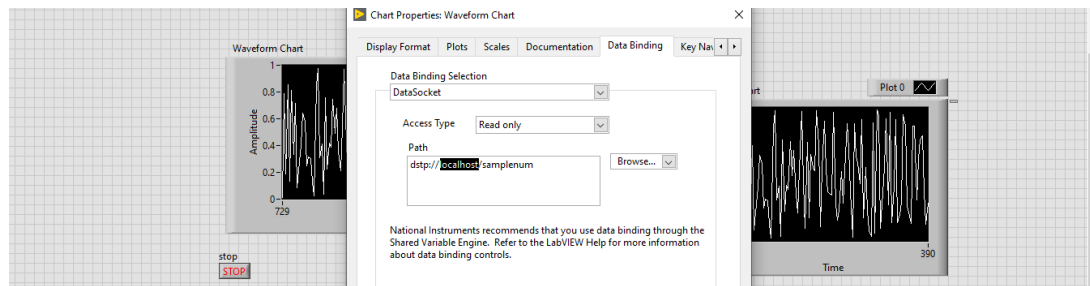 Chart Properties: Waveform Chart
Display Format Plots Scales Documentation Data Binding Key Nav
Data Binding Selection
DataSocket
Access Type Read only
Path
dstp://localhost/samplenum
Browse...
National Instruments recommends that you use data binding through the
Shared Variable Engine. Refer to the LabVIEW Help for more information
about data binding controls.
Waveform Chart
Amplitude
1
0.8
0.6
0.4
0.2
0
729
stop
STOP
Plot 0
390
Time